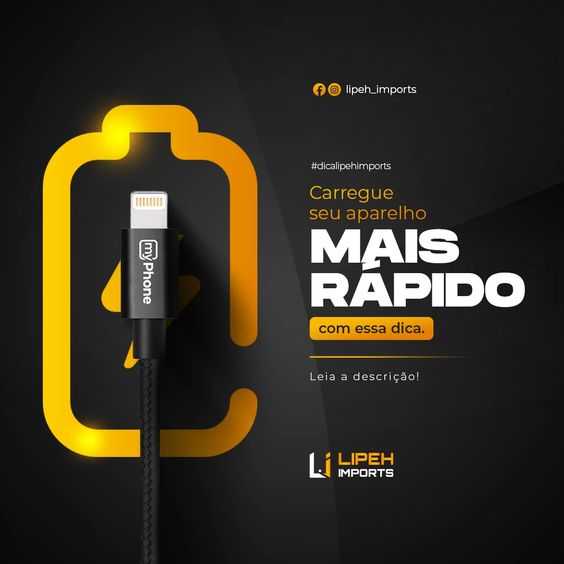 lipeh_imports
#dicalipehimports
Carregue
seu aparelho
MAIS
RÁPIDO
com essa dica.
Leia a descrição!
LIPEH
IMPORTS
myPhone